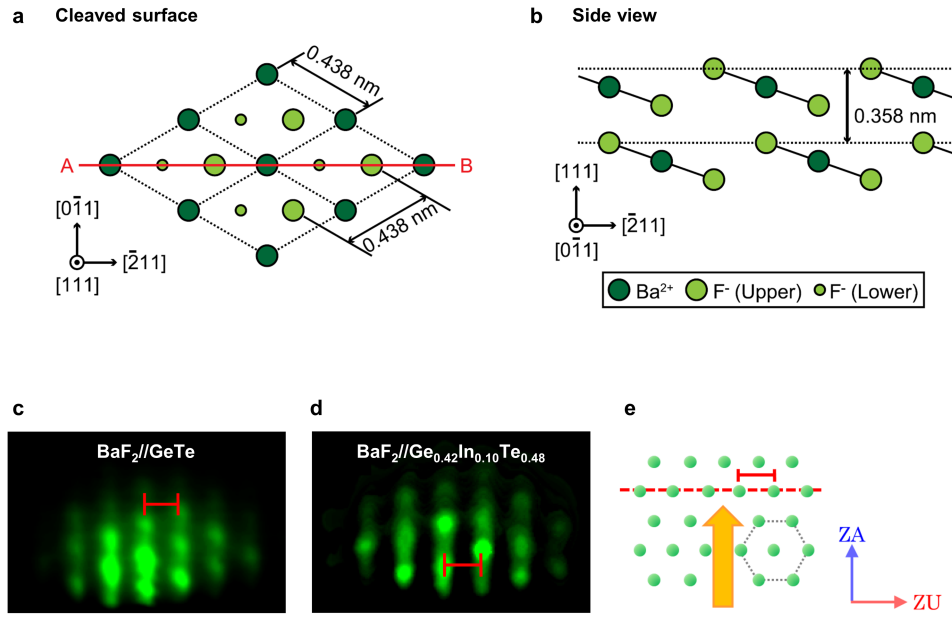 a Cleaved surface
0.438 nm
A
B
0.438 nm
[01̅1]
[2̅11]
[111]
b Side view
0.358 nm
[111]
[2̅11]
[01̅1]
Ba²⁺ F⁻ (Upper) F⁻ (Lower)
c
BaF₂//GeTe
d
BaF₂//Ge₀.₄₂In₀.₁₀Te₀.₄₈
e
ZA
ZU